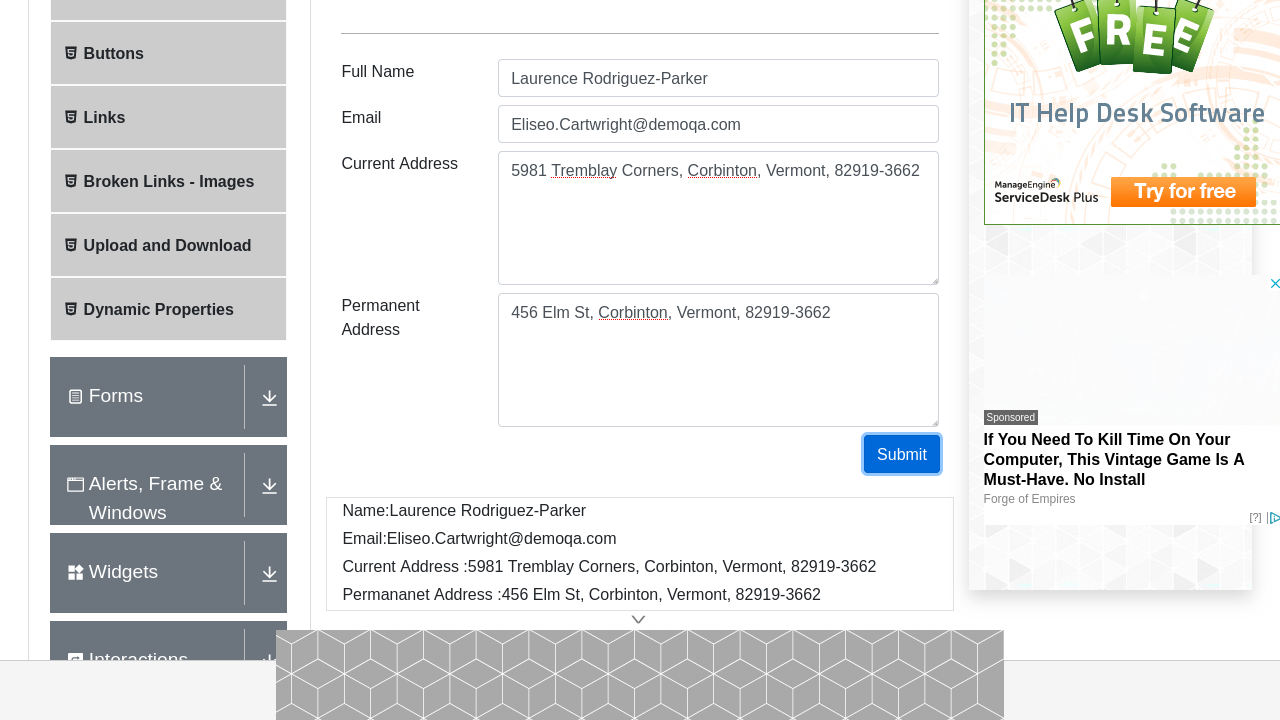 Buttons
Links
Broken Links - Images
Upload and Download
Dynamic Properties
Forms
Alerts, Frame &
Windows
Widgets
Interactions
Full Name
Laurence Rodriguez-Parker
Email
Eliseo.Cartwright@demoqa.com
Current Address
5981 Tremblay Corners, Corbinton, Vermont, 82919-3662
Permanent
Address
456 Elm St, Corbinton, Vermont, 82919-3662
Submit
Name:Laurence Rodriguez-Parker
Email:Eliseo.Cartwright@demoqa.com
Current Address :5981 Tremblay Corners, Corbinton, Vermont, 82919-3662
Permananet Address :456 Elm St, Corbinton, Vermont, 82919-3662
FREE
IT Help Desk Software
ManageEngine
ServiceDesk Plus
Try for free
Sponsored
If You Need To Kill Time On Your
Computer, This Vintage Game Is A
Must-Have. No Install
Forge of Empires
[?]